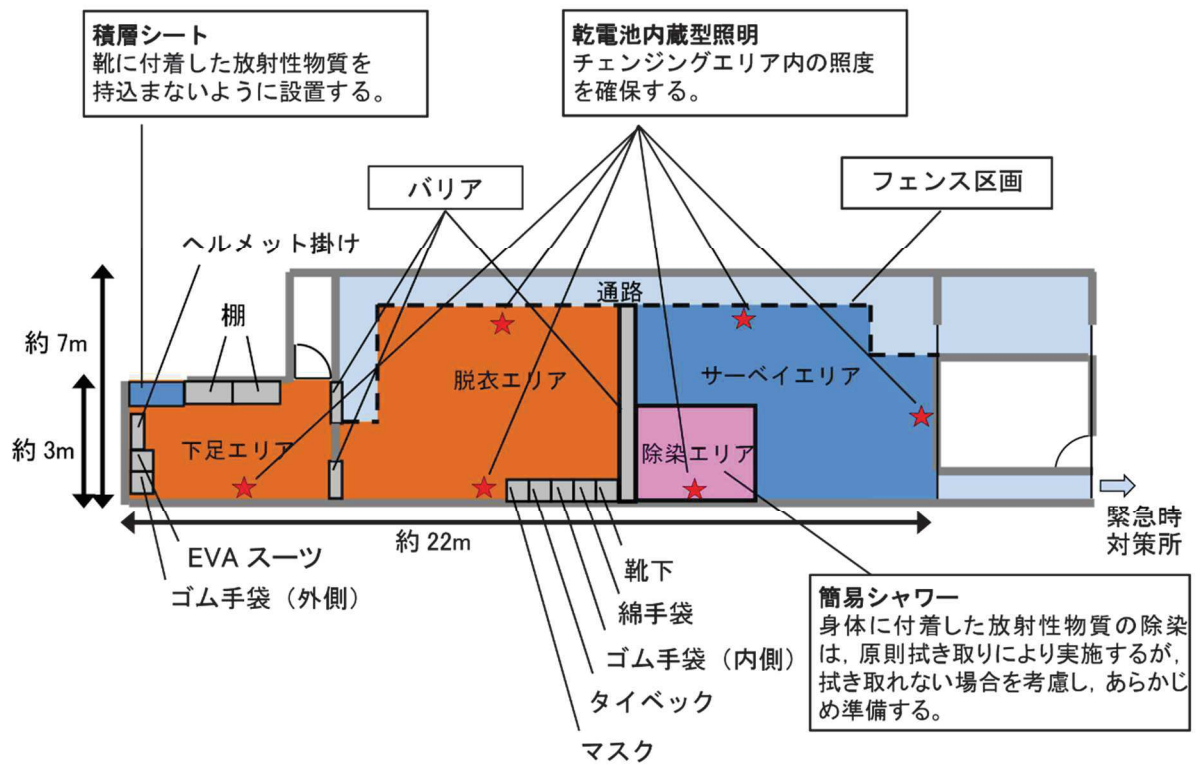 積層シート
靴に付着した放射性物質を
持込まないように設置する。
乾電池内蔵型照明
チェンジングエリア内の照度
を確保する。
バリア
フェンス区画
ヘルメット掛け
通路
棚
約 7m
脱衣エリア
サーベイエリア
約 3m
下足エリア
除染エリア
緊急時
対策所
約 22m
EVA スーツ
ゴム手袋（外側）
靴下
綿手袋
ゴム手袋（内側）
タイベック
マスク
簡易シャワー
身体に付着した放射性物質の除染
は，原則拭き取りにより実施するが，
拭き取れない場合を考慮し，あらかじ
め準備する。